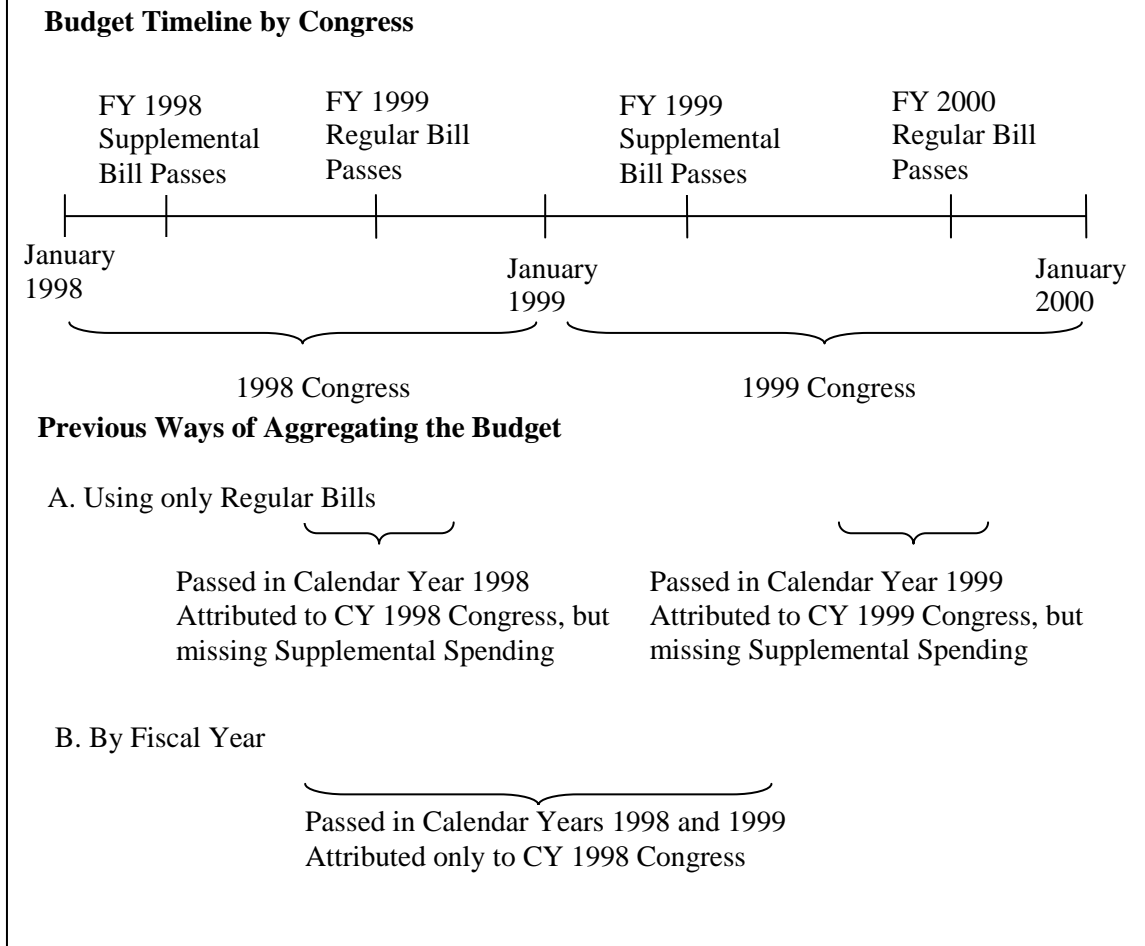 Budget Timeline by Congress
FY 1998
Supplemental
Bill Passes
FY 1999
Regular Bill
Passes
FY 1999
Supplemental
Bill Passes
FY 2000
Regular Bill
Passes
January
1998
January
1999
January
2000
1998 Congress
1999 Congress
Previous Ways of Aggregating the Budget
A. Using only Regular Bills
Passed in Calendar Year 1998
Attributed to CY 1998 Congress, but
missing Supplemental Spending
Passed in Calendar Year 1999
Attributed to CY 1999 Congress, but
missing Supplemental Spending
B. By Fiscal Year
Passed in Calendar Years 1998 and 1999
Attributed only to CY 1998 Congress